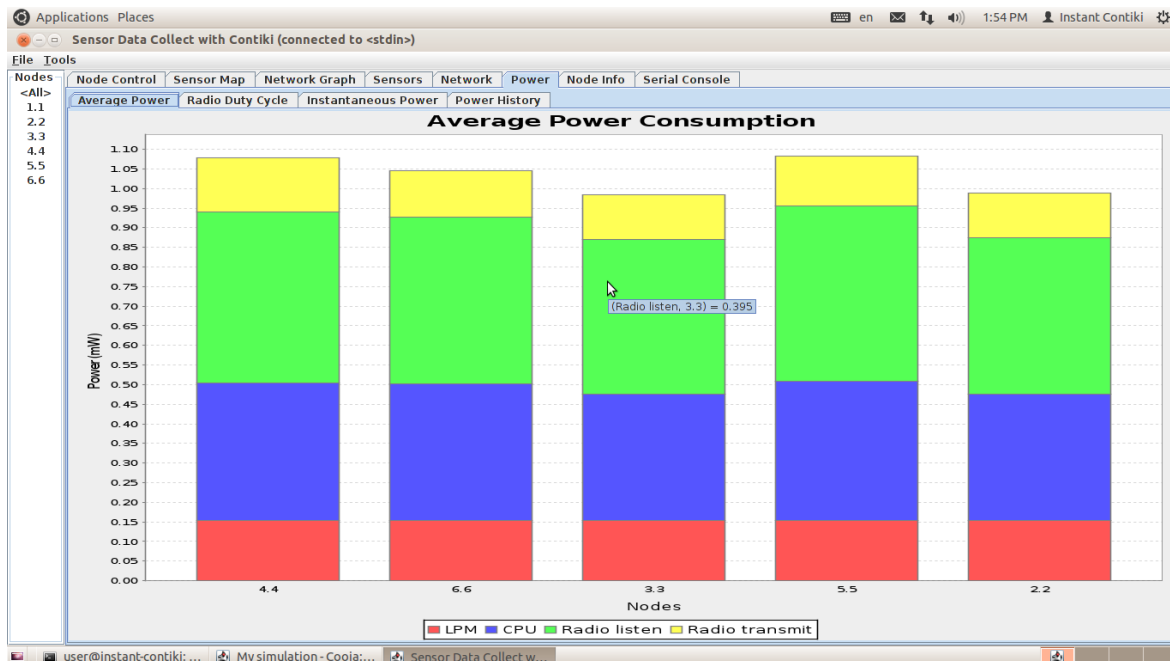 Applications Places en 1:54 PM Instant Contiki
Sensor Data Collect with Contiki (connected to <stdin>)
File Tools
Nodes
<All>
1.1
2.2
3.3
4.4
5.5
6.6
Node Control Sensor Map Network Graph Sensors Network Power Node Info Serial Console
Average Power Radio Duty Cycle Instantaneous Power Power History
Average Power Consumption
Power(mW)
1.10
1.05
1.00
0.95
0.90
0.85
0.80
0.75
0.70
0.65
0.60
0.55
0.50
0.45
0.40
0.35
0.30
0.25
0.20
0.15
0.10
0.05
0.00
(Radio listen, 3.3) = 0.395
4.4 6.6 3.3 5.5 2.2
Nodes
LPM CPU Radio listen Radio transmit
user@instant-contiki: ... My simulation - Cooja:... Sensor Data Collect w...